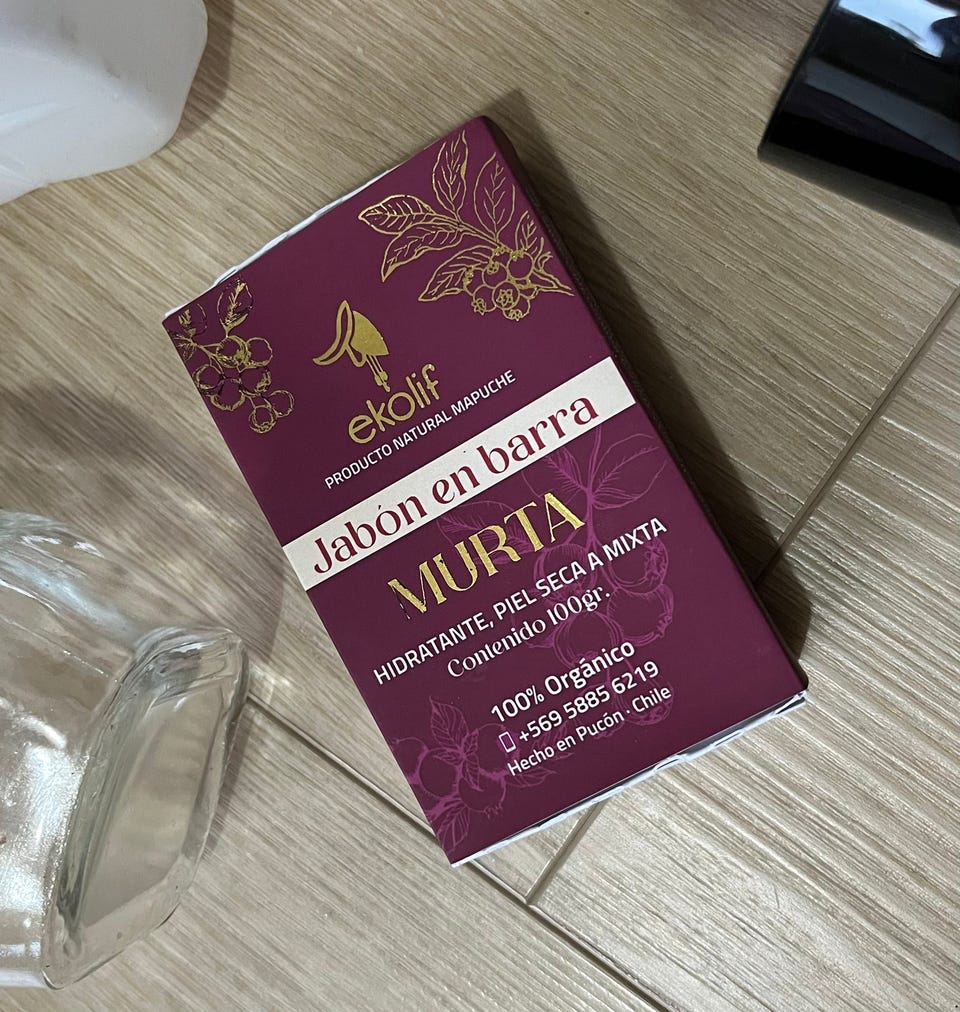 ekolif
PRODUCTO NATURAL MAPUCHE
Jabón en barra
MURTA
HIDRATANTE, PIEL SECA A MIXTA
Contenido 100gr.
100% Orgánico
+569 5885 6219
Hecho en Pucón · Chile